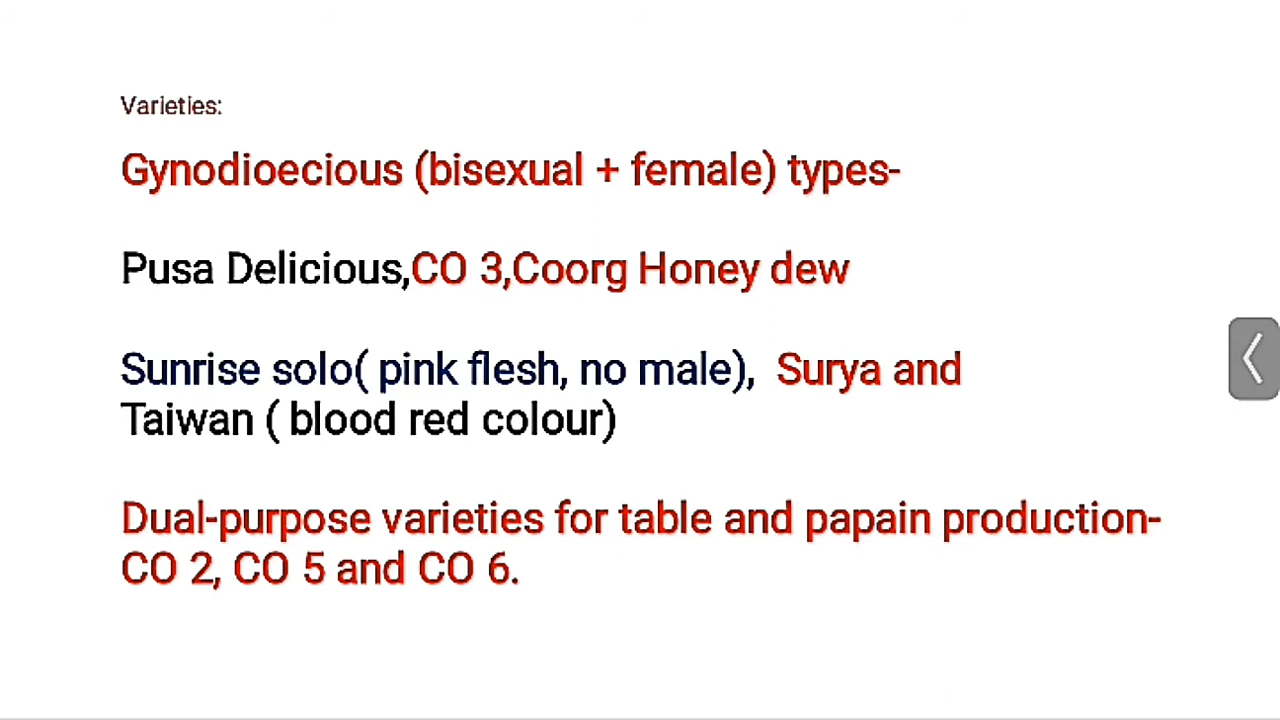 Varieties:
Gynodioecious (bisexual + female) types-
Pusa Delicious,CO 3,Coorg Honey dew
Sunrise solo( pink flesh, no male),  Surya and
Taiwan ( blood red colour)
Dual-purpose varieties for table and papain production-
CO 2, CO 5 and CO 6.